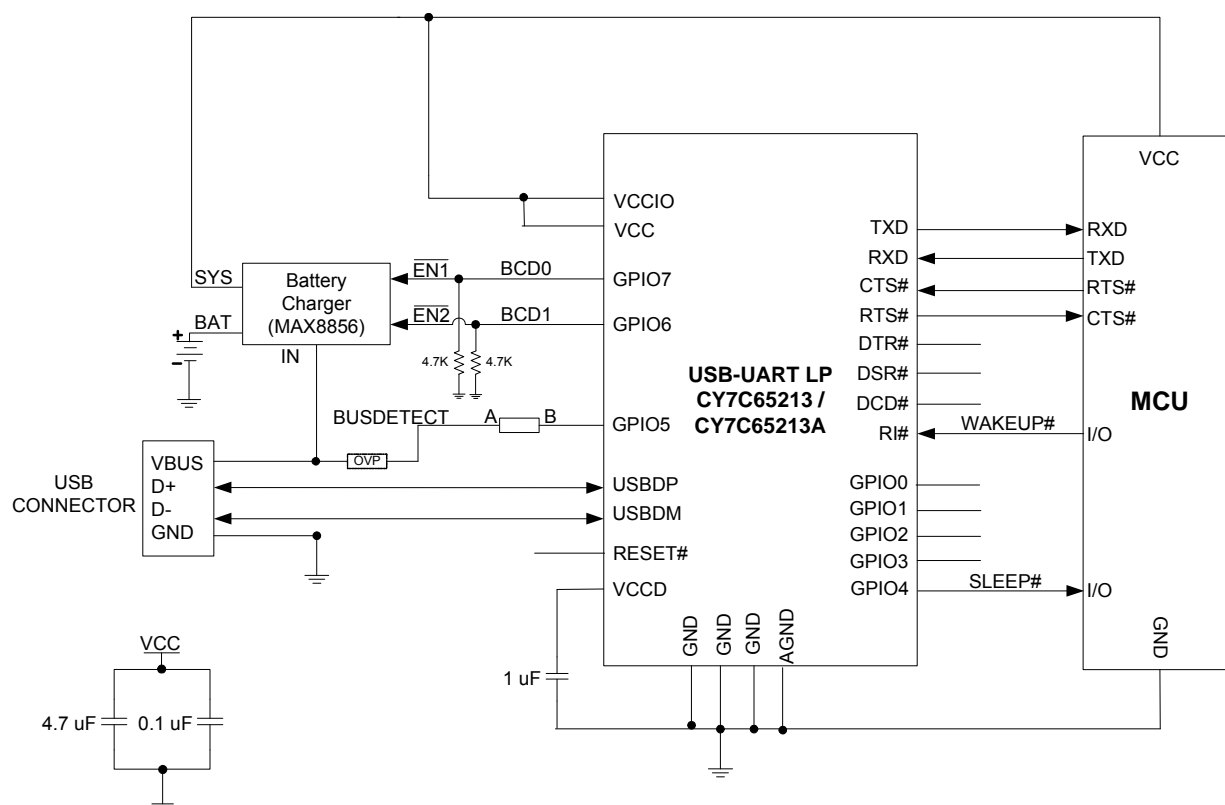 VCC
VCCIO
VCC
TXD
RXD
RXD
TXD
CTS#
RTS#
RTS#
CTS#
DTR#
DSR#
DCD#
RI#
WAKEUP#
I/O
SYS
Battery
Charger
(MAX8856)
BAT
IN
+
-
EN1
BCD0
GPIO7
EN2
BCD1
GPIO6
4.7K
4.7K
USB-UART LP
CY7C65213 /
CY7C65213A
MCU
BUSDETECT
A
B
GPIO5
OVP
USB
CONNECTOR
VBUS
D+
D-
GND
USBDP
USBDM
RESET#
VCCD
GPIO0
GPIO1
GPIO2
GPIO3
GPIO4
SLEEP#
I/O
GND
GND
GND
AGND
GND
1 uF
VCC
4.7 uF
0.1 uF